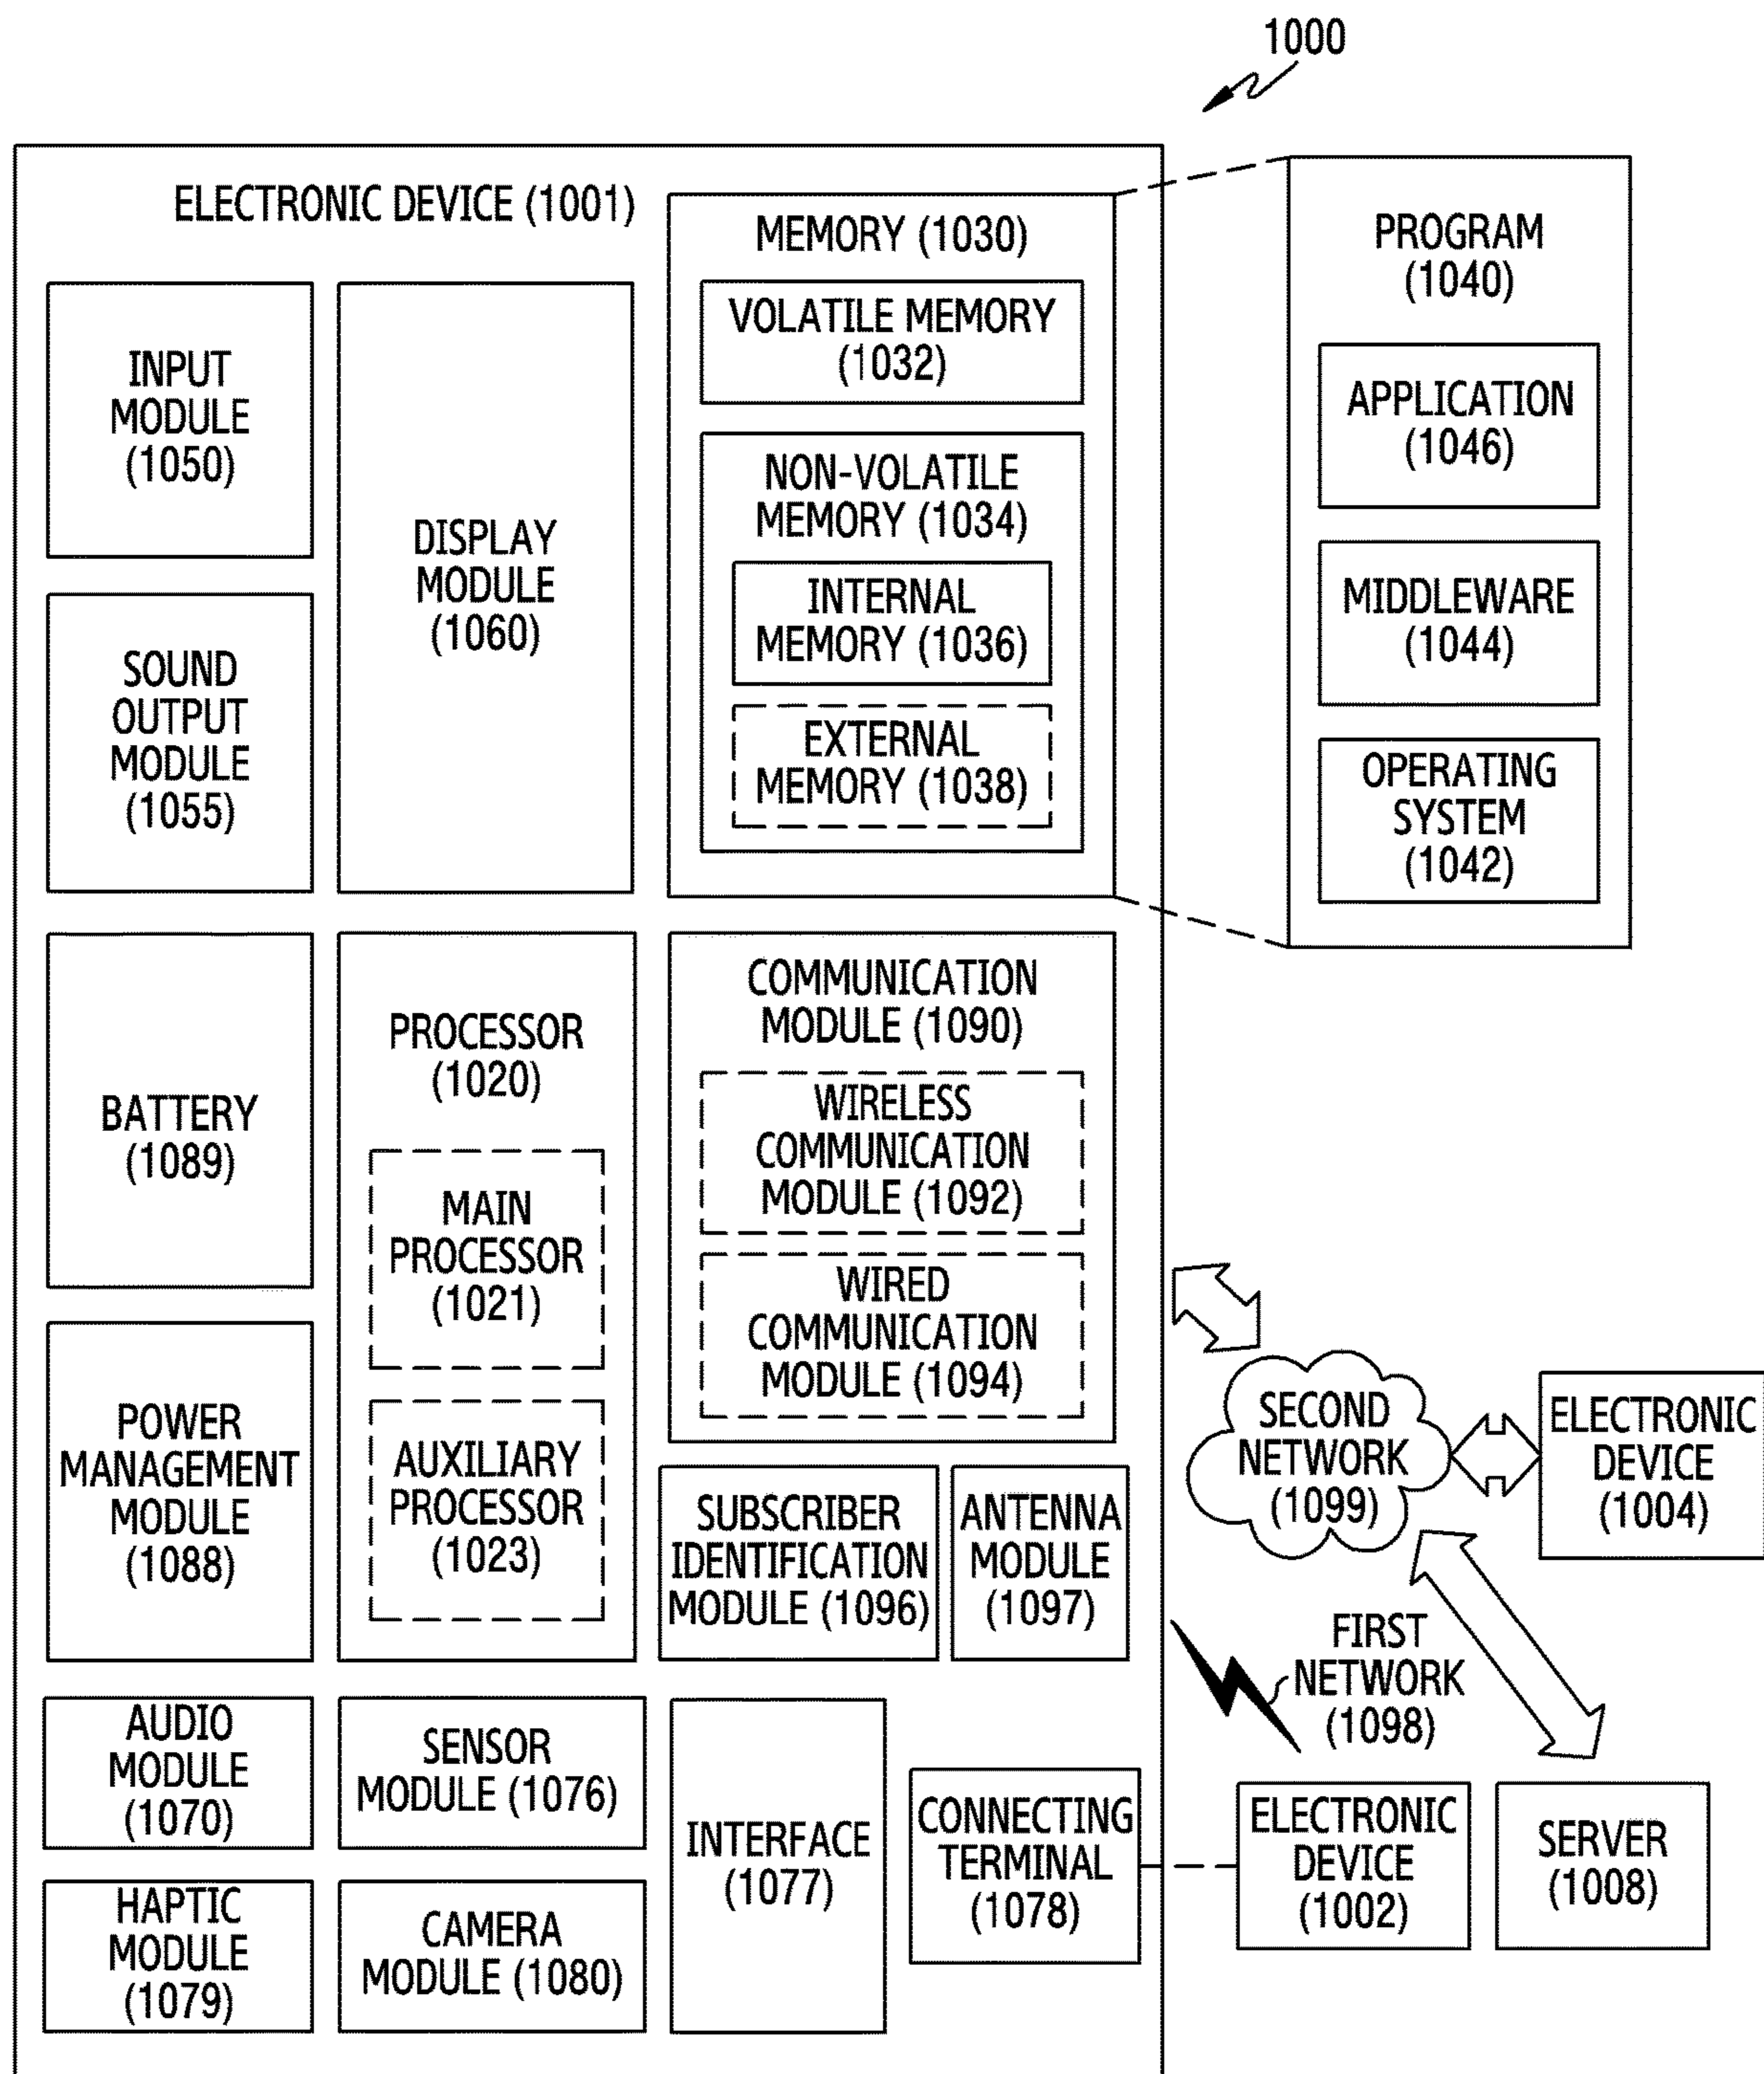 1000
ELECTRONIC DEVICE (1001)
INPUT
MODULE
(1050)
SOUND
OUTPUT
MODULE
(1055)
DISPLAY
MODULE
(1060)
MEMORY (1030)
VOLATILE MEMORY
(1032)
NON-VOLATILE
MEMORY (1034)
INTERNAL
MEMORY (1036)
EXTERNAL
MEMORY (1038)
PROGRAM
(1040)
APPLICATION
(1046)
MIDDLEWARE
(1044)
OPERATING
SYSTEM
(1042)
BATTERY
(1089)
POWER
MANAGEMENT
MODULE
(1088)
PROCESSOR
(1020)
MAIN
PROCESSOR
(1021)
AUXILIARY
PROCESSOR
(1023)
COMMUNICATION
MODULE (1090)
WIRELESS
COMMUNICATION
MODULE (1092)
WIRED
COMMUNICATION
MODULE (1094)
SUBSCRIBER
IDENTIFICATION
MODULE (1096)
ANTENNA
MODULE
(1097)
SECOND
NETWORK
(1099)
ELECTRONIC
DEVICE
(1004)
FIRST
NETWORK
(1098)
AUDIO
MODULE
(1070)
SENSOR
MODULE (1076)
HAPTIC
MODULE
(1079)
CAMERA
MODULE (1080)
INTERFACE
(1077)
CONNECTING
TERMINAL
(1078)
ELECTRONIC
DEVICE
(1002)
SERVER
(1008)